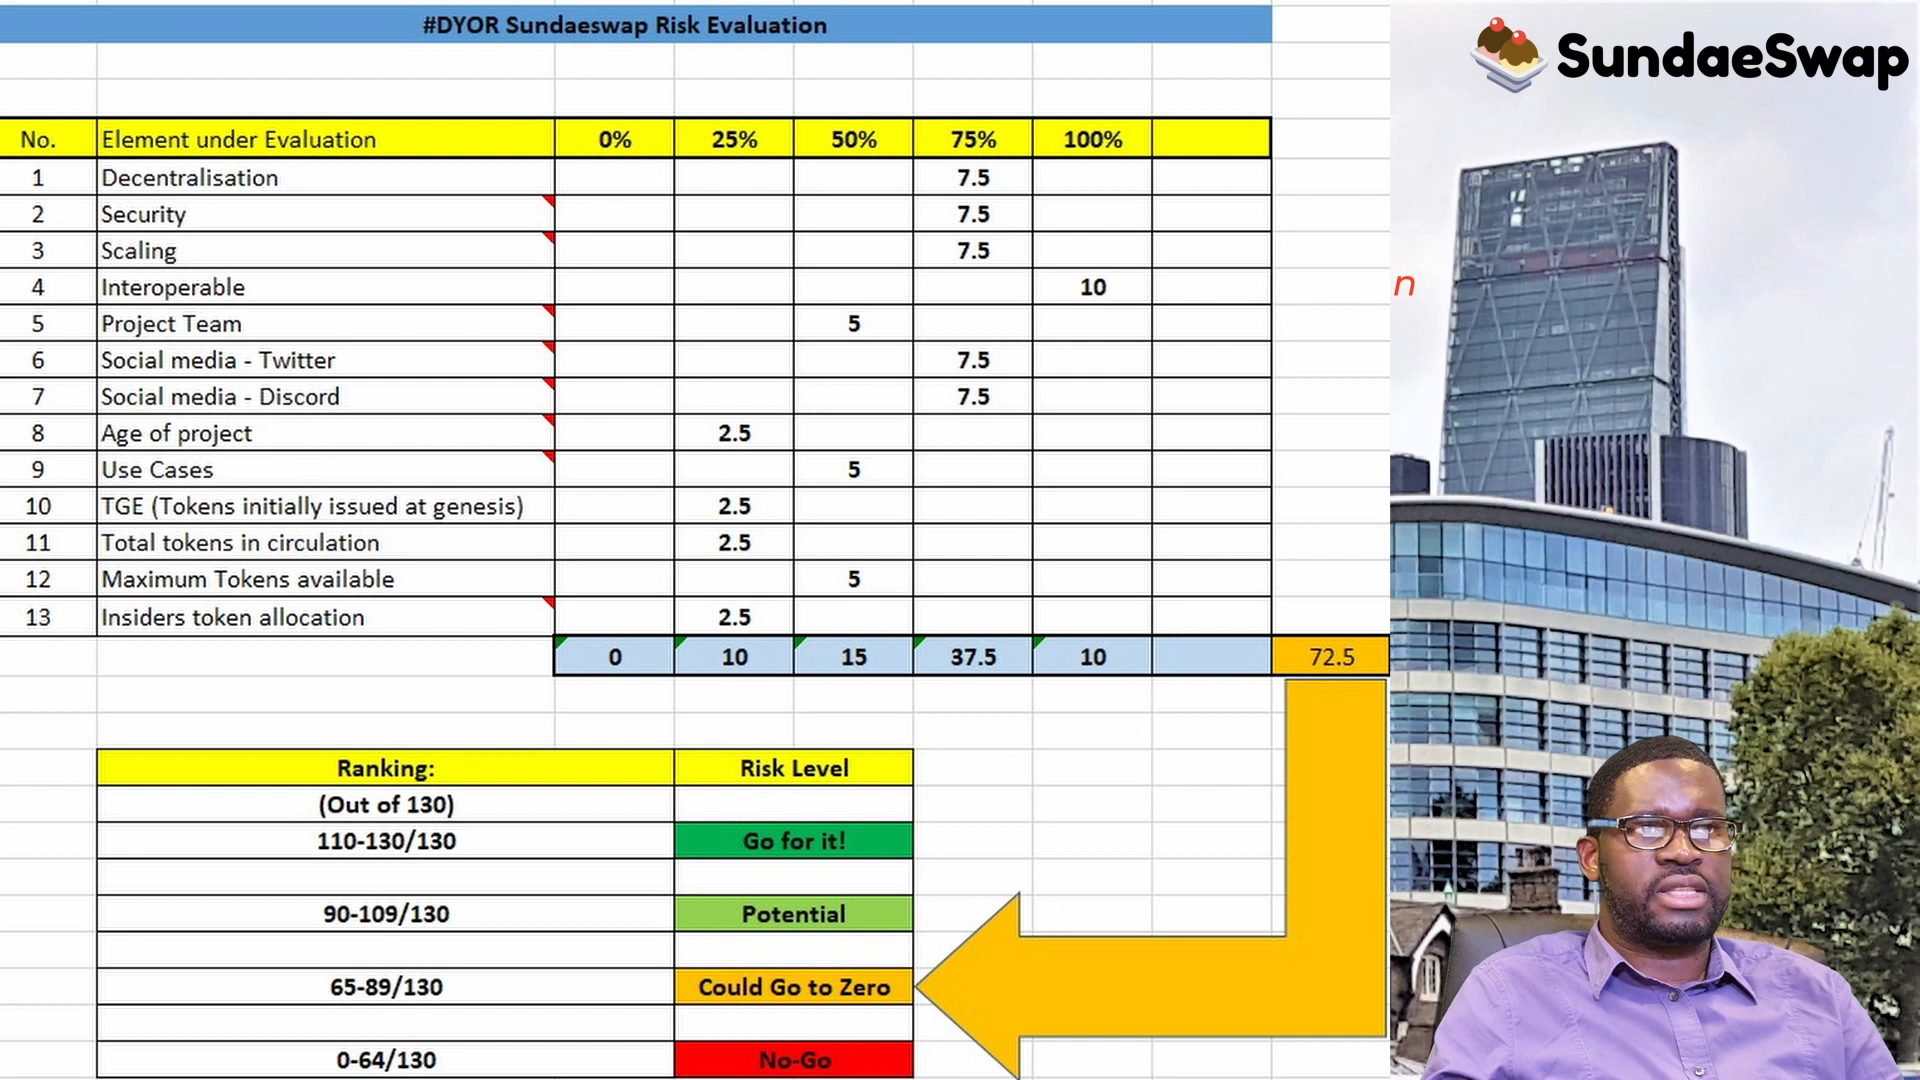 #DYOR Sundaeswap Risk Evaluation
SundaeSwap
No. Element under Evaluation 0% 25% 50% 75% 100%
1 Decentralisation 7.5
2 Security 7.5
3 Scaling 7.5
4 Interoperable 10
n
5 Project Team 5
6 Social media - Twitter 7.5
7 Social media - Discord 7.5
8 Age of project 2.5
9 Use Cases 5
10 TGE (Tokens initially issued at genesis) 2.5
11 Total tokens in circulation 2.5
12 Maximum Tokens available 5
13 Insiders token allocation 2.5
0 10 15 37.5 10 72.5
Ranking: Risk Level
(Out of 130)
110-130/130 Go for it!
90-109/130 Potential
65-89/130 Could Go to Zero
0-64/130 No-Go